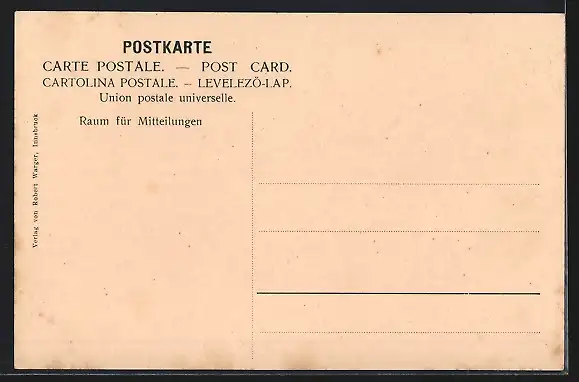 POSTKARTE
CARTE POSTALE. — POST CARD.
CARTOLINA POSTALE. – LEVELEZŐ-LAP.
Union postale universelle.
Raum für Mitteilungen
Verlag von Robert Warger, Innsbruck